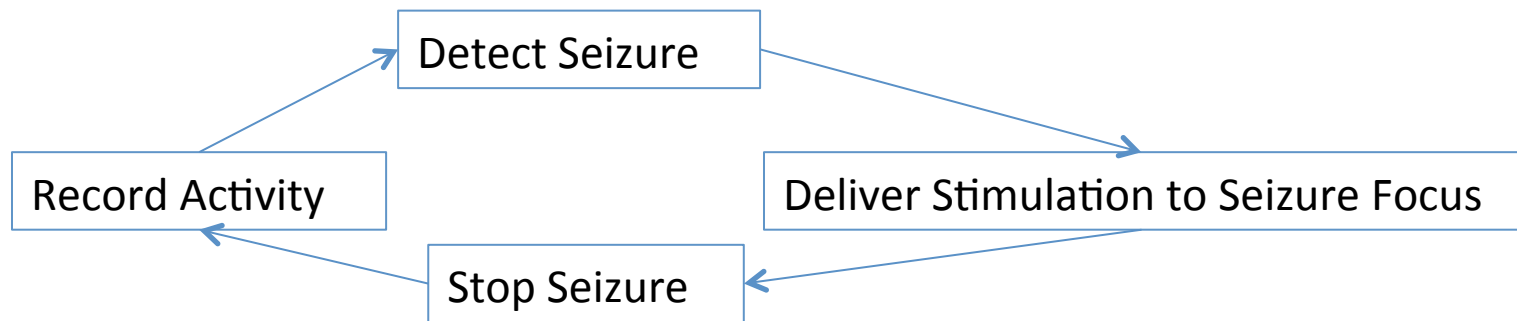 Detect Seizure
Record Activity
Deliver Stimulation to Seizure Focus
Stop Seizure